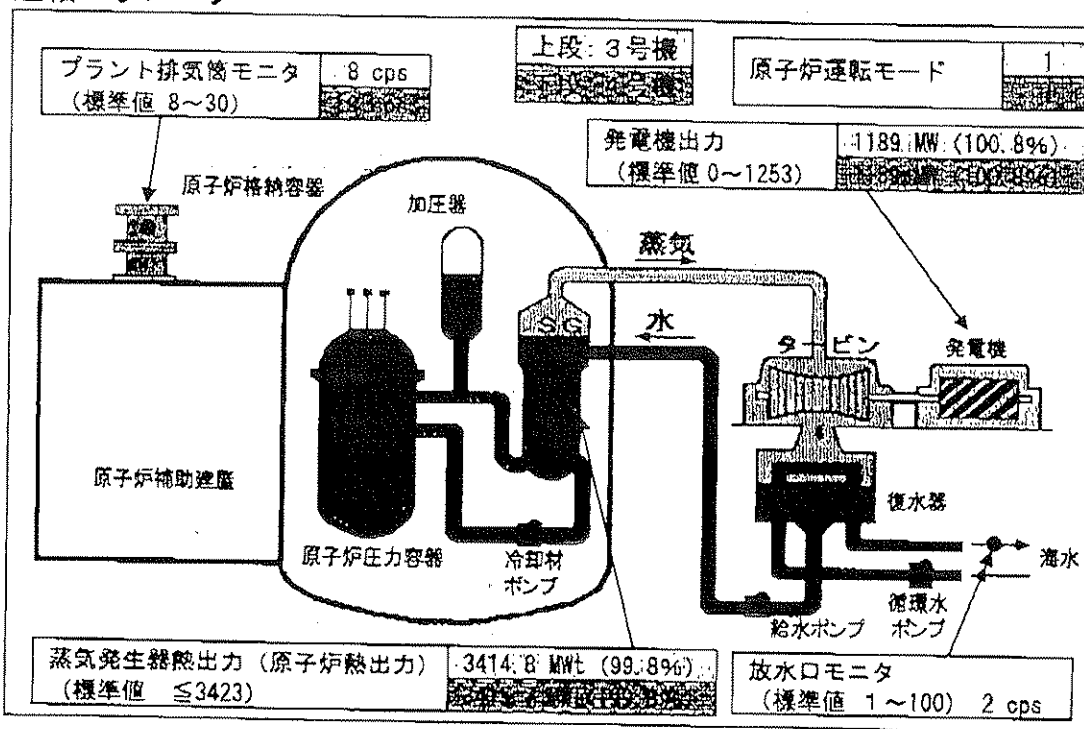 プラント排気筒モニタ 8 cps
(標準値 8～30)
上段: 3号機
原子炉運転モード 1
発電機出力 1189 MW (100.8%)
(標準値 0～1253)
原子炉格納容器
加圧器
蒸気
SG
水
タービン
発電機
原子炉補助建屋
復水器
原子炉圧力容器
冷却材
ポンプ
海水
給水ポンプ
循環水
ポンプ
蒸気発生器熱出力 (原子炉熱出力) 3414.8 MWt (99.8%)
(標準値 ≦3423)
放水口モニタ
(標準値 1～100) 2 cps